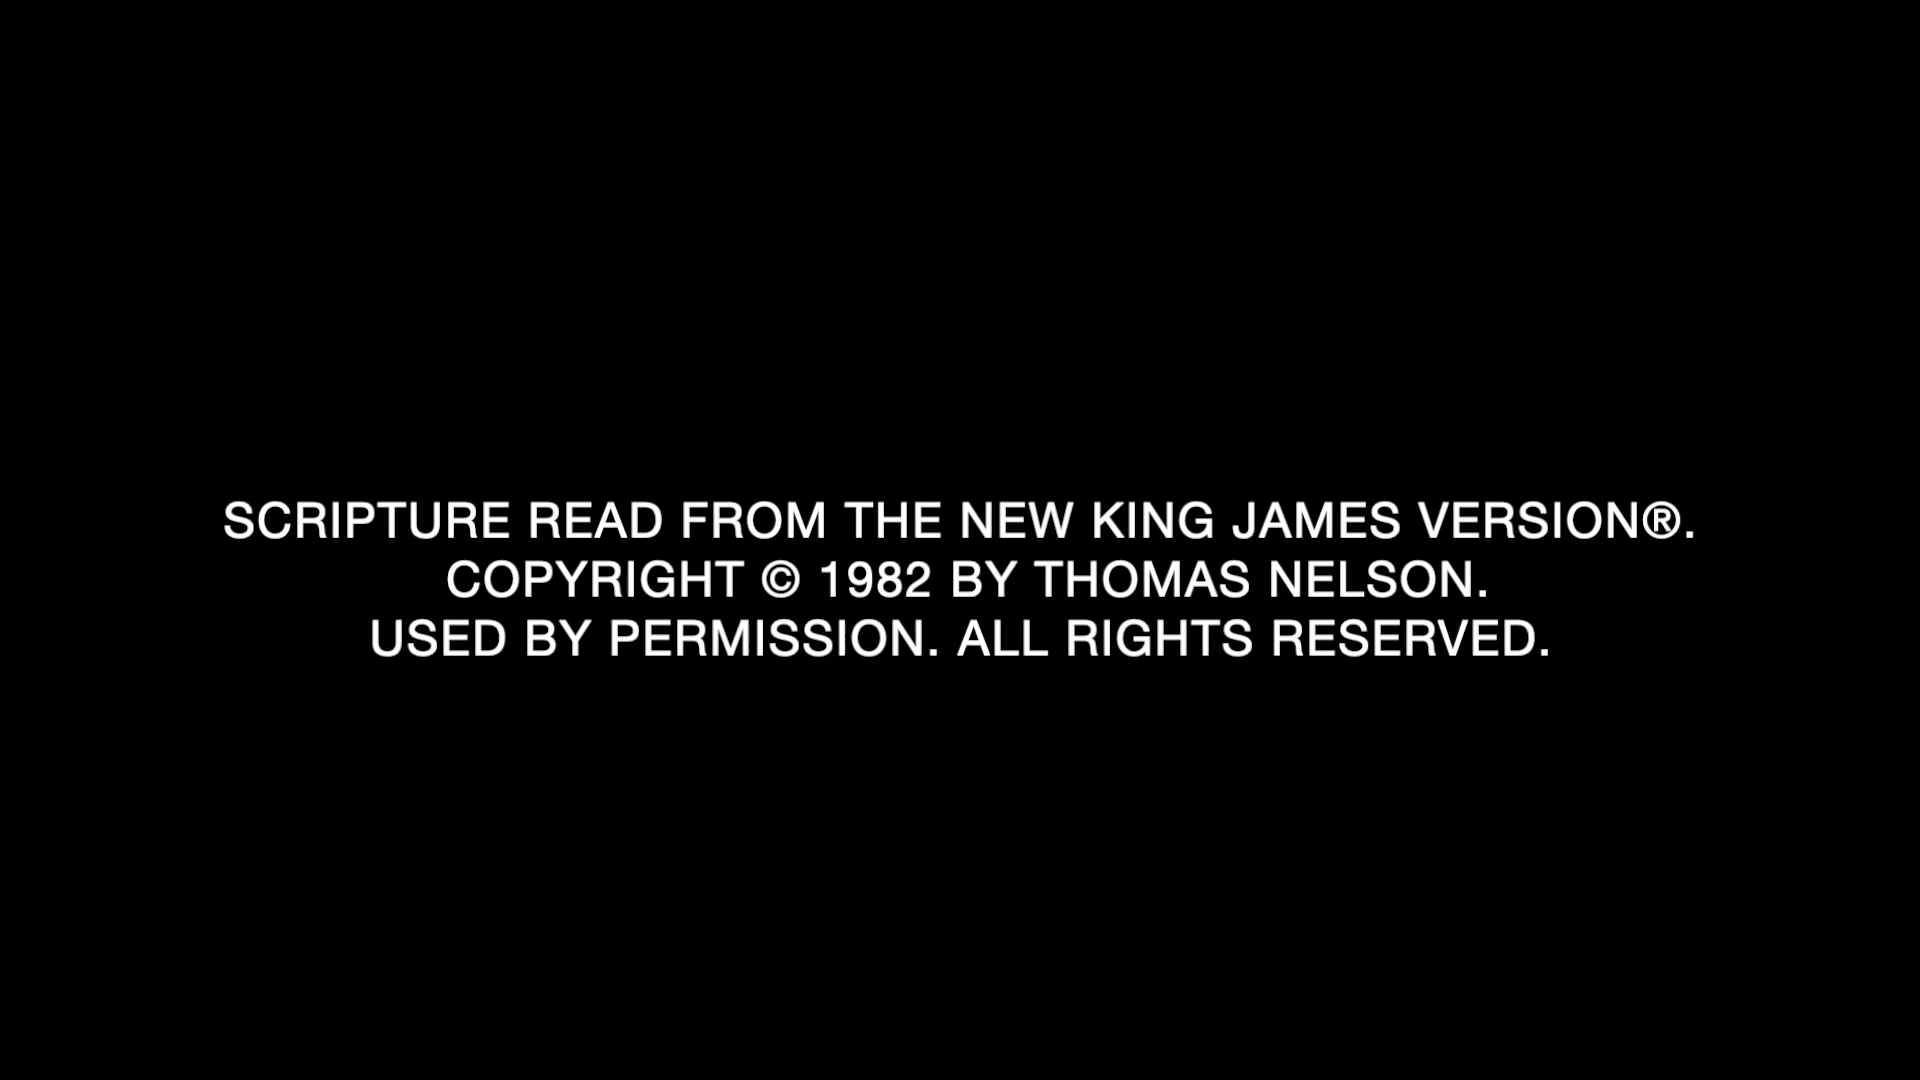 SCRIPTURE READ FROM THE NEW KING JAMES VERSION®.
COPYRIGHT © 1982 BY THOMAS NELSON.
USED BY PERMISSION. ALL RIGHTS RESERVED.